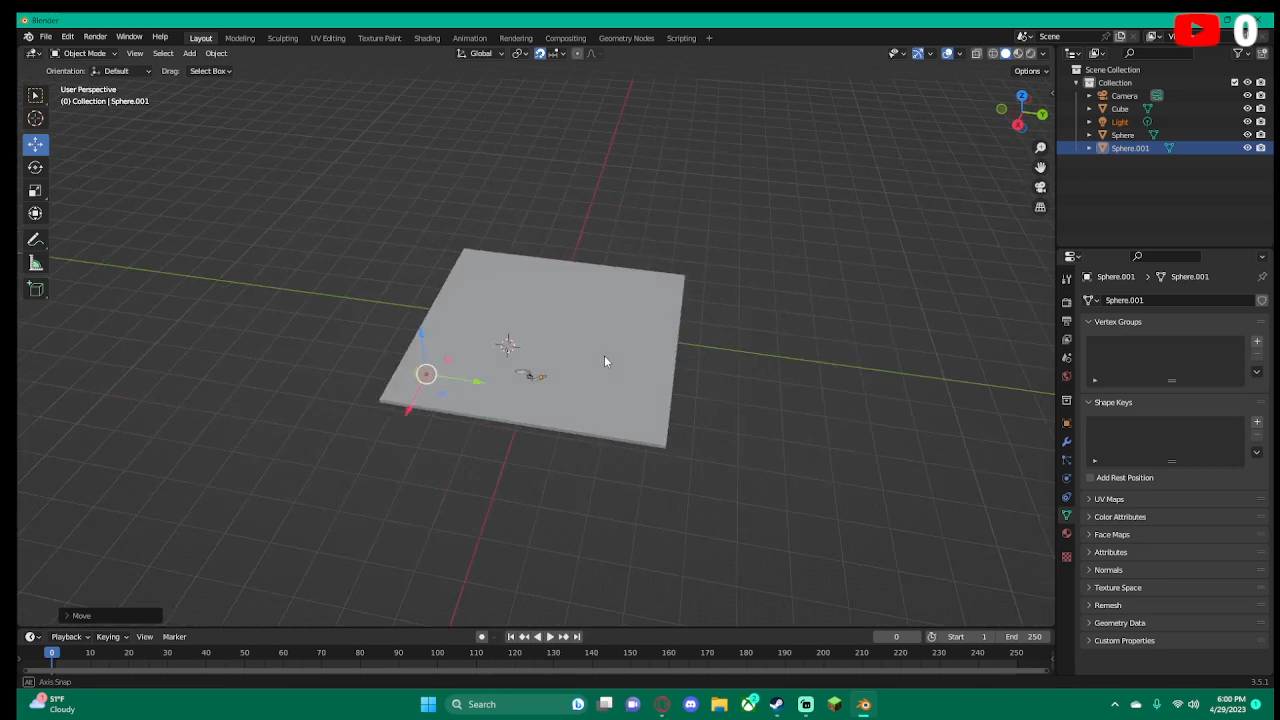 Blender
File Edit Render Window Help Layout Modeling Sculpting UV Editing Texture Paint Shading Animation Rendering Compositing Geometry Nodes Scripting + Scene
Object Mode View Select Add Object Global
Orientation: Default Drag: Select Box Options
User Perspective
(0) Collection | Sphere.001
Z
Y
X
Scene Collection
Collection
Camera
Cube
Light
Sphere
Sphere.001
Sphere.001 > Sphere.001
Sphere.001
Vertex Groups
Shape Keys
Add Rest Position
UV Maps
Color Attributes
Face Maps
Attributes
Normals
Texture Space
Remesh
Geometry Data
Custom Properties
Move
Playback Keying View Marker 0 Start 1 End 250
0 10 20 30 40 50 60 70 80 90 100 110 120 130 140 150 160 170 180 190 200 210 220 230 240 250
Alt Axis Snap 3.5.1
51°F
Cloudy
Search
6:00 PM
4/29/2023